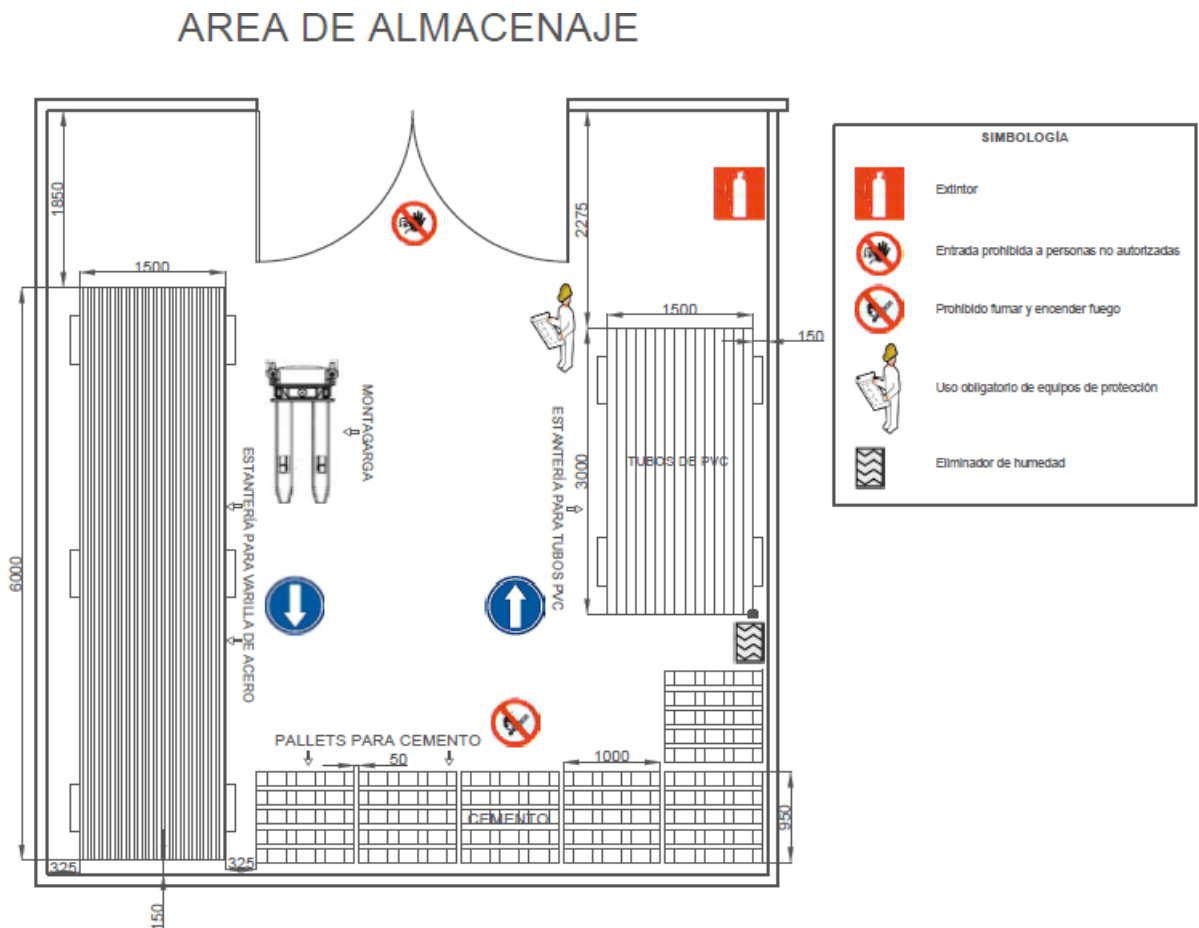 AREA DE ALMACENAJE
1850
2275
1500
1500
150
MONTAGARGA
ESTANTERÍA PARA TUBOS PVC
3000
TUBOS DE PVC
ESTANTERÍA PARA VARILLA DE ACERO
6000
PALLETS PARA CEMENTO
50
1000
CEMENTO
950
325
325
150
SIMBOLOGÍA
Extintor
Entrada prohibida a personas no autorizadas
Prohibido fumar y encender fuego
Uso obligatorio de equipos de protección
Eliminador de humedad